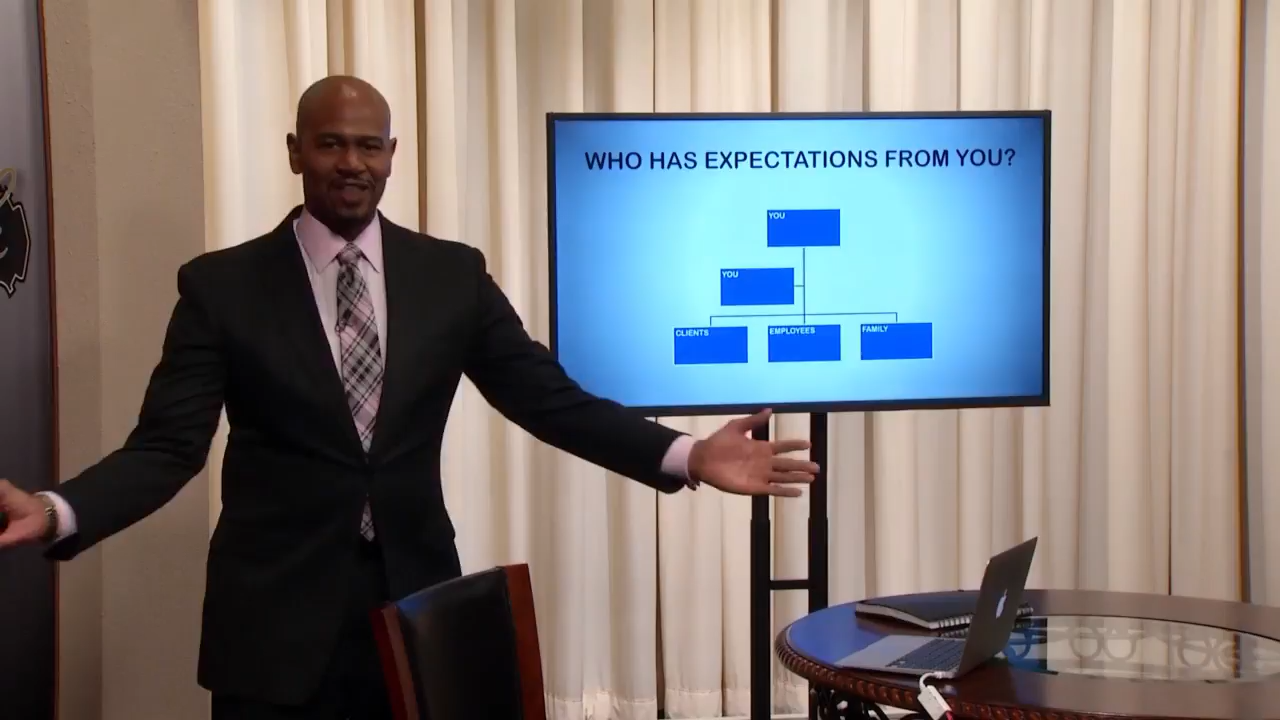 WHO HAS EXPECTATIONS FROM YOU?
YOU
YOU
CLIENTS
EMPLOYEES
FAMILY